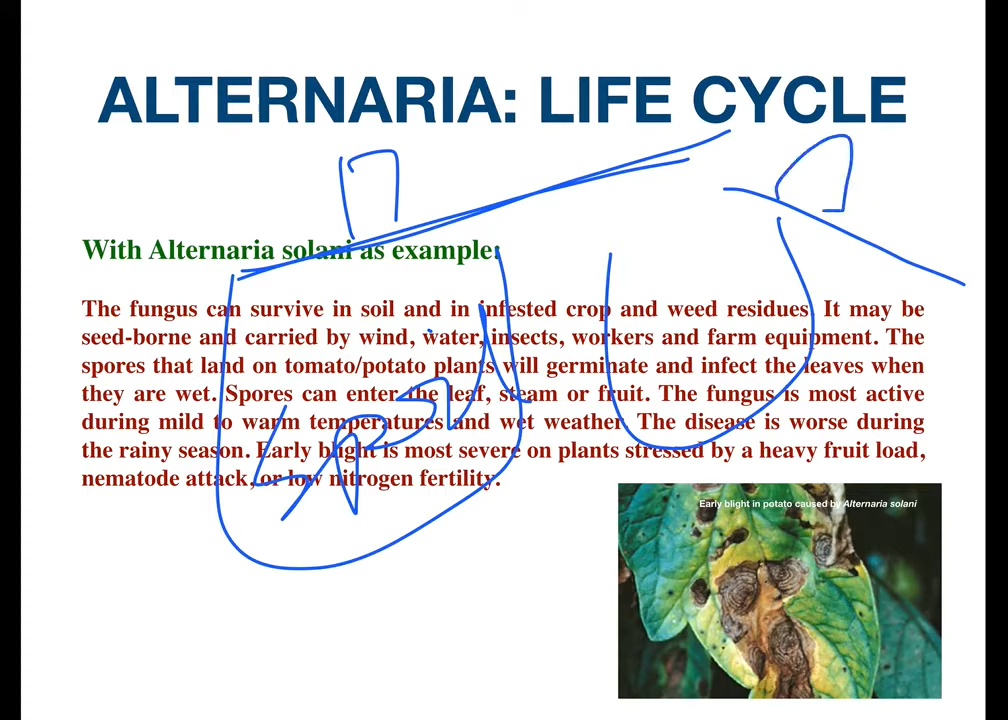 ALTERNARIA: LIFE CYCLE
With Alternaria solani as example:
The fungus can survive in soil and in infested crop and weed residues. It may be
seed-borne and carried by wind, water, insects, workers and farm equipment. The
spores that land on tomato/potato plants will germinate and infect the leaves when
they are wet. Spores can enter the leaf, steam or fruit. The fungus is most active
during mild to warm temperatures and wet weather. The disease is worse during
the rainy season. Early blight is most severe on plants stressed by a heavy fruit load,
nematode attack, or low nitrogen fertility.
Early blight in potato caused by Alternaria solani